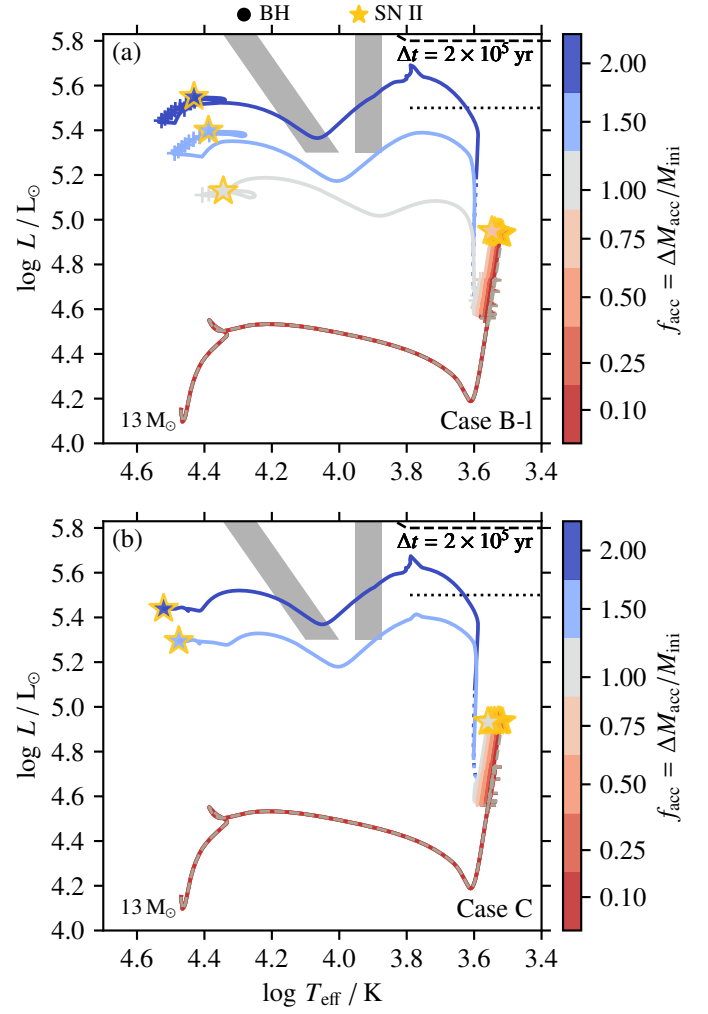 BH SN II
(a)
Δt = 2 × 10⁵ yr
5.8
5.6
5.4
5.2
5.0
4.8
4.6
4.4
4.2
4.0
log L / L⊙
13 M⊙
Case B-l
4.6 4.4 4.2 4.0 3.8 3.6 3.4
2.00
1.50
1.00
0.75
0.50
0.25
0.10
f_acc = ΔM_acc/M_ini
(b)
Δt = 2 × 10⁵ yr
5.8
5.6
5.4
5.2
5.0
4.8
4.6
4.4
4.2
4.0
log L / L⊙
13 M⊙
Case C
4.6 4.4 4.2 4.0 3.8 3.6 3.4
log T_eff / K
2.00
1.50
1.00
0.75
0.50
0.25
0.10
f_acc = ΔM_acc/M_ini